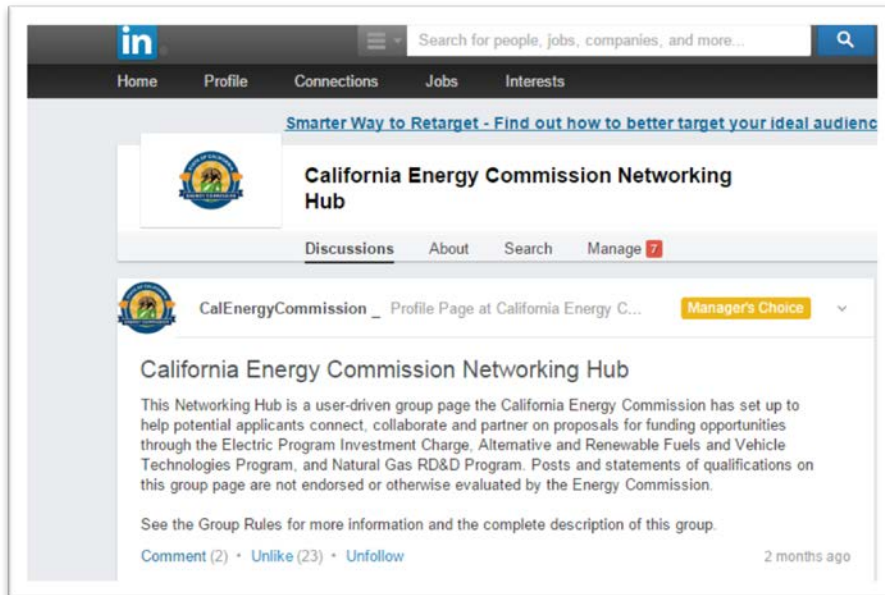 in
Search for people, jobs, companies, and more...
Home Profile Connections Jobs Interests
Smarter Way to Retarget - Find out how to better target your ideal audienc
California Energy Commission Networking
Hub
Discussions About Search Manage 7
CalEnergyCommission _ Profile Page at California Energy C... Manager's Choice
California Energy Commission Networking Hub
This Networking Hub is a user-driven group page the California Energy Commission has set up to
help potential applicants connect, collaborate and partner on proposals for funding opportunities
through the Electric Program Investment Charge, Alternative and Renewable Fuels and Vehicle
Technologies Program, and Natural Gas RD&D Program. Posts and statements of qualifications on
this group page are not endorsed or otherwise evaluated by the Energy Commission.
See the Group Rules for more information and the complete description of this group.
Comment (2) • Unlike (23) • Unfollow 2 months ago